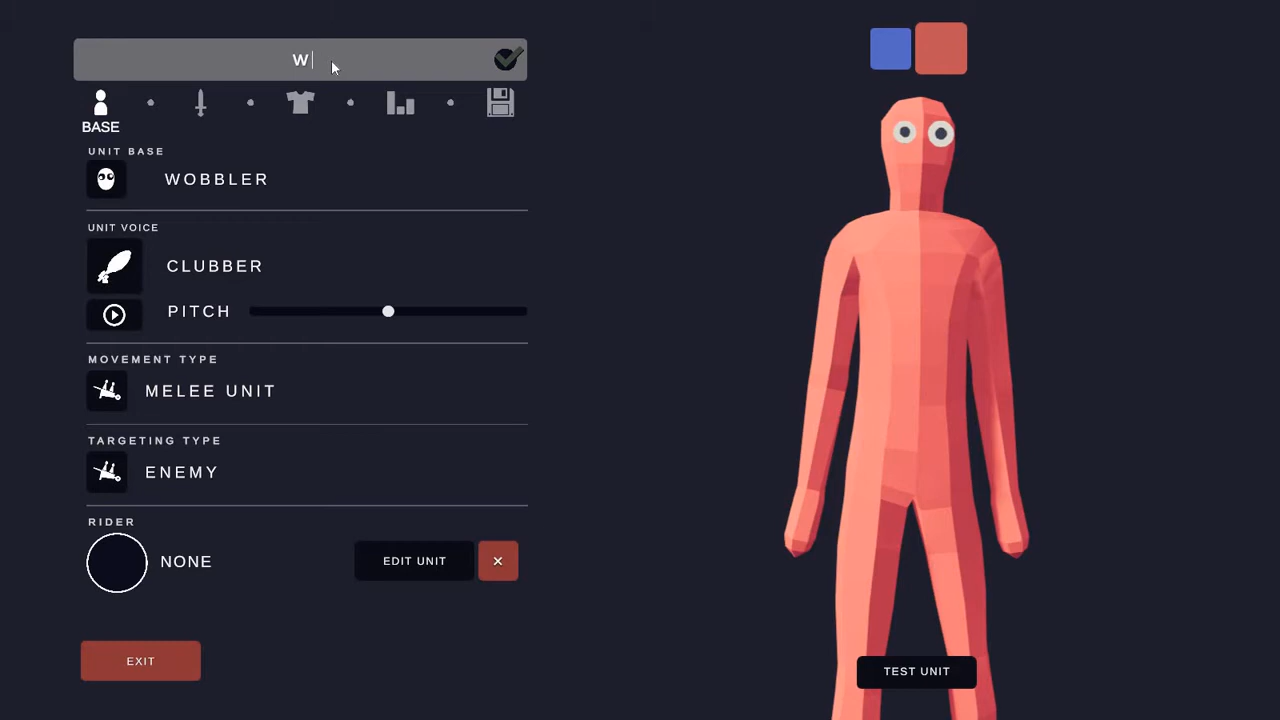 W
BASE
UNIT BASE
WOBBLER
UNIT VOICE
CLUBBER
PITCH
MOVEMENT TYPE
MELEE UNIT
TARGETING TYPE
ENEMY
RIDER
NONE
EDIT UNIT
EXIT
TEST UNIT